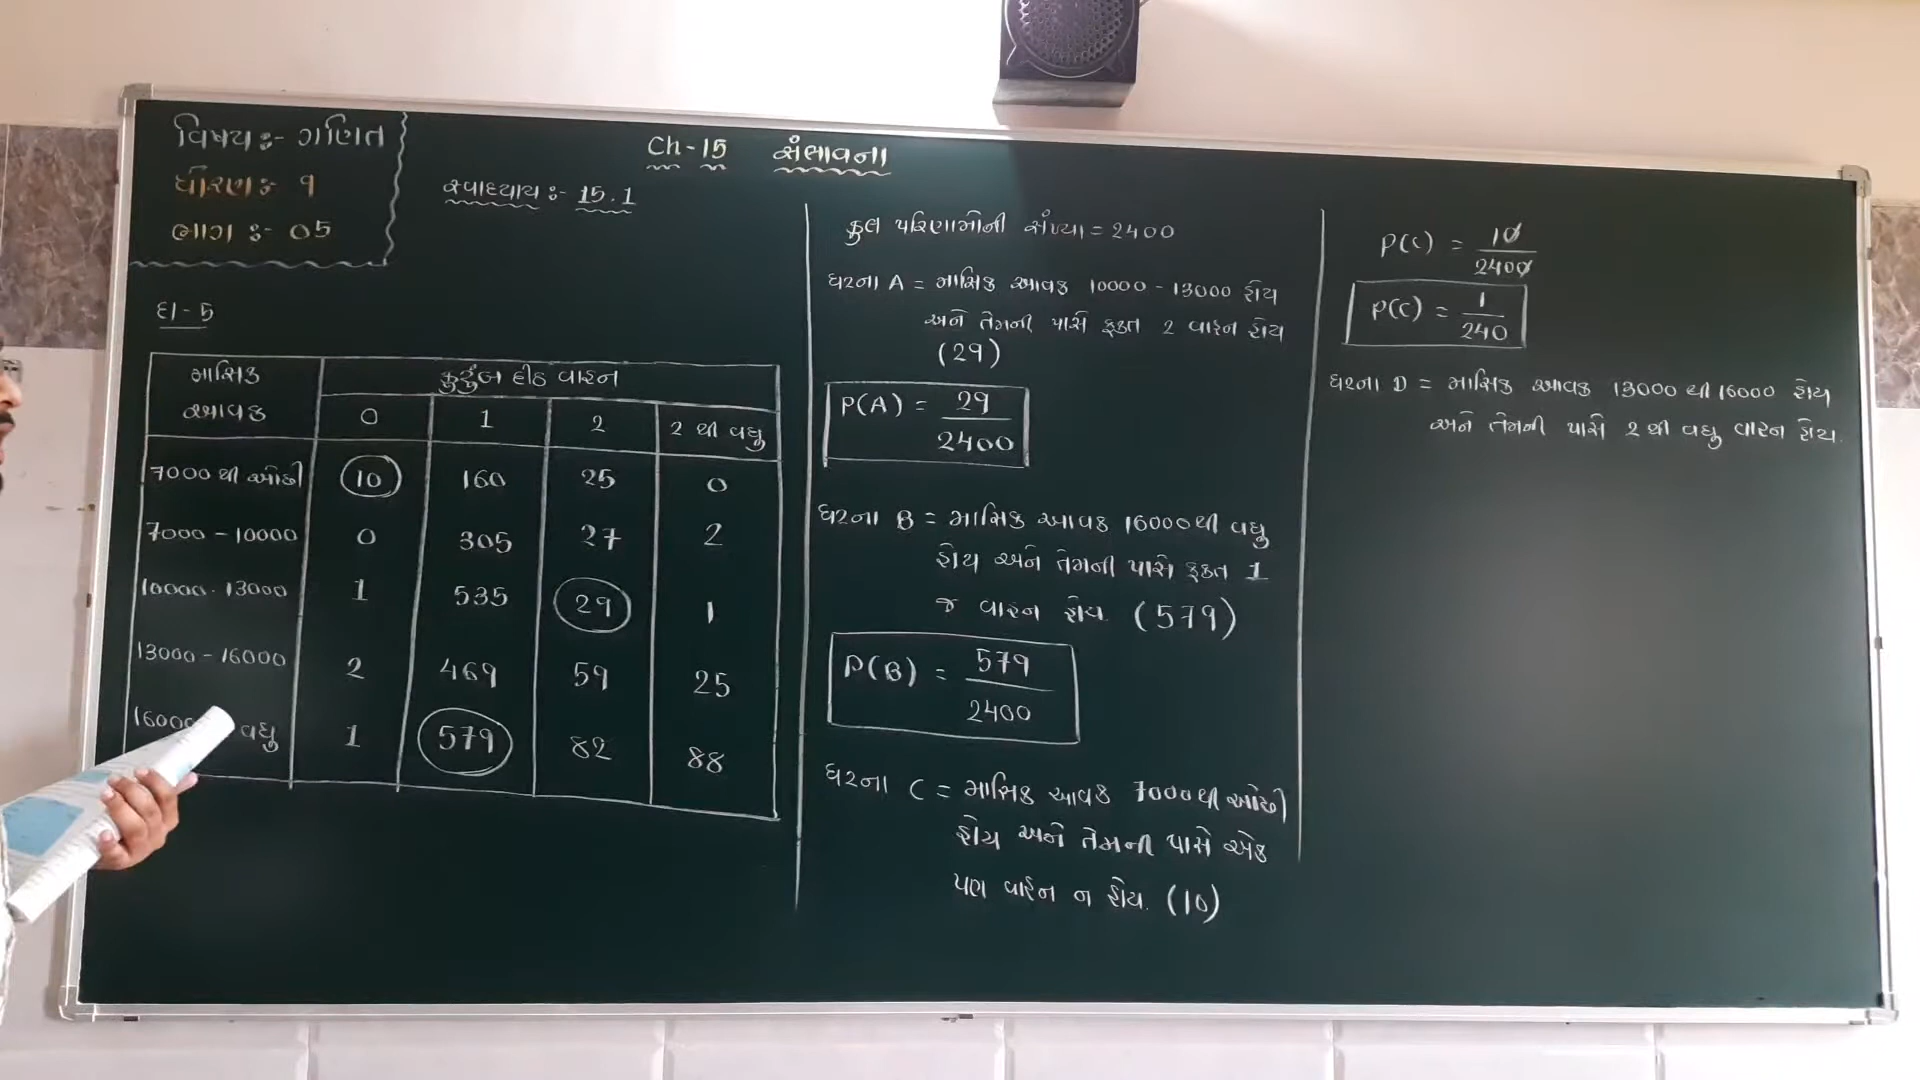 વિષય:- ગણિત
ધોરણ:- ૧
ભાગ:- 05
Ch-15 સંભાવના
સ્વાધ્યાય:- 15.1
દા-5
માસિક આવક
કુટુંબ દીઠ વાહન
0 1 2 2 થી વધુ
7000 થી ઓછી 10 160 25 0
7000 - 10000 0 305 27 2
10000 - 13000 1 535 29 1
13000 - 16000 2 469 59 25
16000 વધુ 1 579 82 88
કુલ પરિણામોની સંખ્યા = 2400
ઘટના A = માસિક આવક 10000 - 13000 હોય
અને તેમની પાસે ફક્ત 2 વાહન હોય
(29)
P(A) = 29/2400
ઘટના B = માસિક આવક 16000 થી વધુ
હોય અને તેમની પાસે ફક્ત 1
જ વાહન હોય. (579)
P(B) = 579/2400
ઘટના C = માસિક આવક 7000 થી ઓછી
હોય અને તેમની પાસે એક
પણ વાહન ન હોય. (10)
P(C) = 10/2400
P(C) = 1/240
ઘટના D = માસિક આવક 13000 થી 16000 હોય
અને તેમની પાસે 2 થી વધુ વાહન હોય.